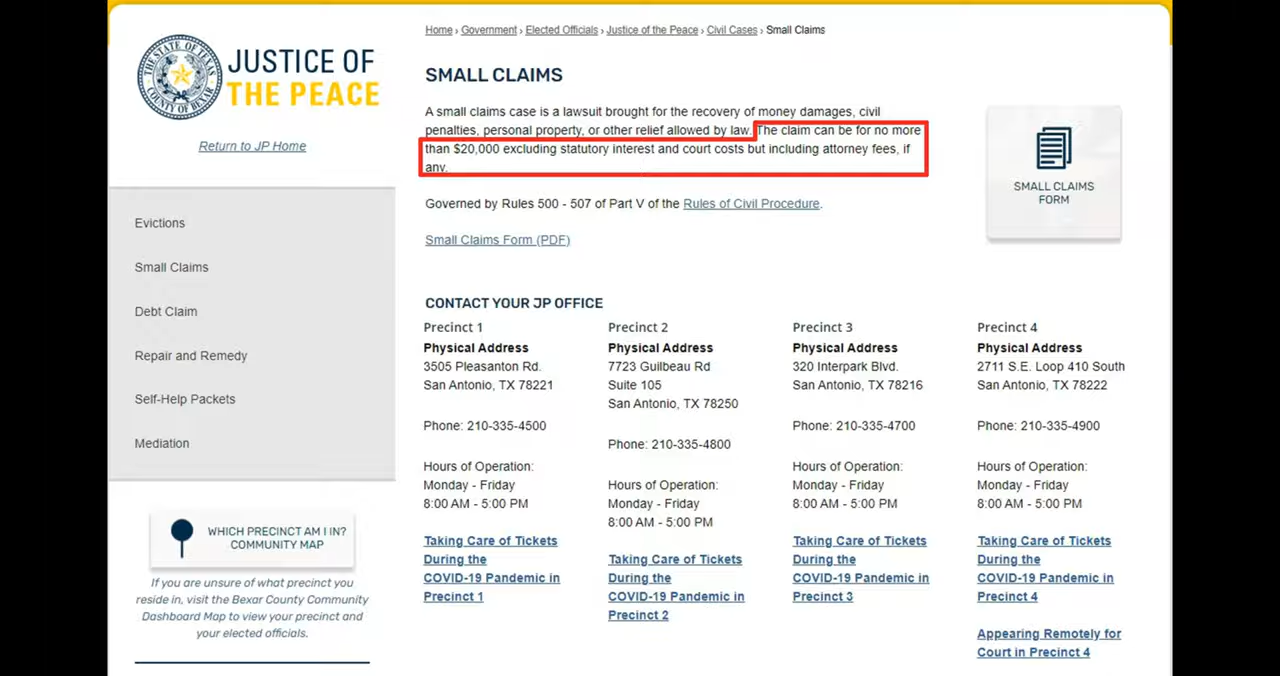 Home › Government › Elected Officials › Justice of the Peace › Civil Cases › Small Claims
THE STATE OF TEXAS
COUNTY OF BEXAR
JUSTICE OF
THE PEACE
Return to JP Home
Evictions
Small Claims
Debt Claim
Repair and Remedy
Self-Help Packets
Mediation
WHICH PRECINCT AM I IN?
COMMUNITY MAP
If you are unsure of what precinct you
reside in, visit the Bexar County Community
Dashboard Map to view your precinct and
your elected officials.
SMALL CLAIMS
A small claims case is a lawsuit brought for the recovery of money damages, civil
penalties, personal property, or other relief allowed by law. The claim can be for no more
than $20,000 excluding statutory interest and court costs but including attorney fees, if
any.
Governed by Rules 500 - 507 of Part V of the Rules of Civil Procedure.
Small Claims Form (PDF)
SMALL CLAIMS
FORM
CONTACT YOUR JP OFFICE
Precinct 1
Physical Address
3505 Pleasanton Rd.
San Antonio, TX 78221
Phone: 210-335-4500
Hours of Operation:
Monday - Friday
8:00 AM - 5:00 PM
Taking Care of Tickets
During the
COVID-19 Pandemic in
Precinct 1
Precinct 2
Physical Address
7723 Guilbeau Rd
Suite 105
San Antonio, TX 78250
Phone: 210-335-4800
Hours of Operation:
Monday - Friday
8:00 AM - 5:00 PM
Taking Care of Tickets
During the
COVID-19 Pandemic in
Precinct 2
Precinct 3
Physical Address
320 Interpark Blvd.
San Antonio, TX 78216
Phone: 210-335-4700
Hours of Operation:
Monday - Friday
8:00 AM - 5:00 PM
Taking Care of Tickets
During the
COVID-19 Pandemic in
Precinct 3
Precinct 4
Physical Address
2711 S.E. Loop 410 South
San Antonio, TX 78222
Phone: 210-335-4900
Hours of Operation:
Monday - Friday
8:00 AM - 5:00 PM
Taking Care of Tickets
During the
COVID-19 Pandemic in
Precinct 4
Appearing Remotely for
Court in Precinct 4